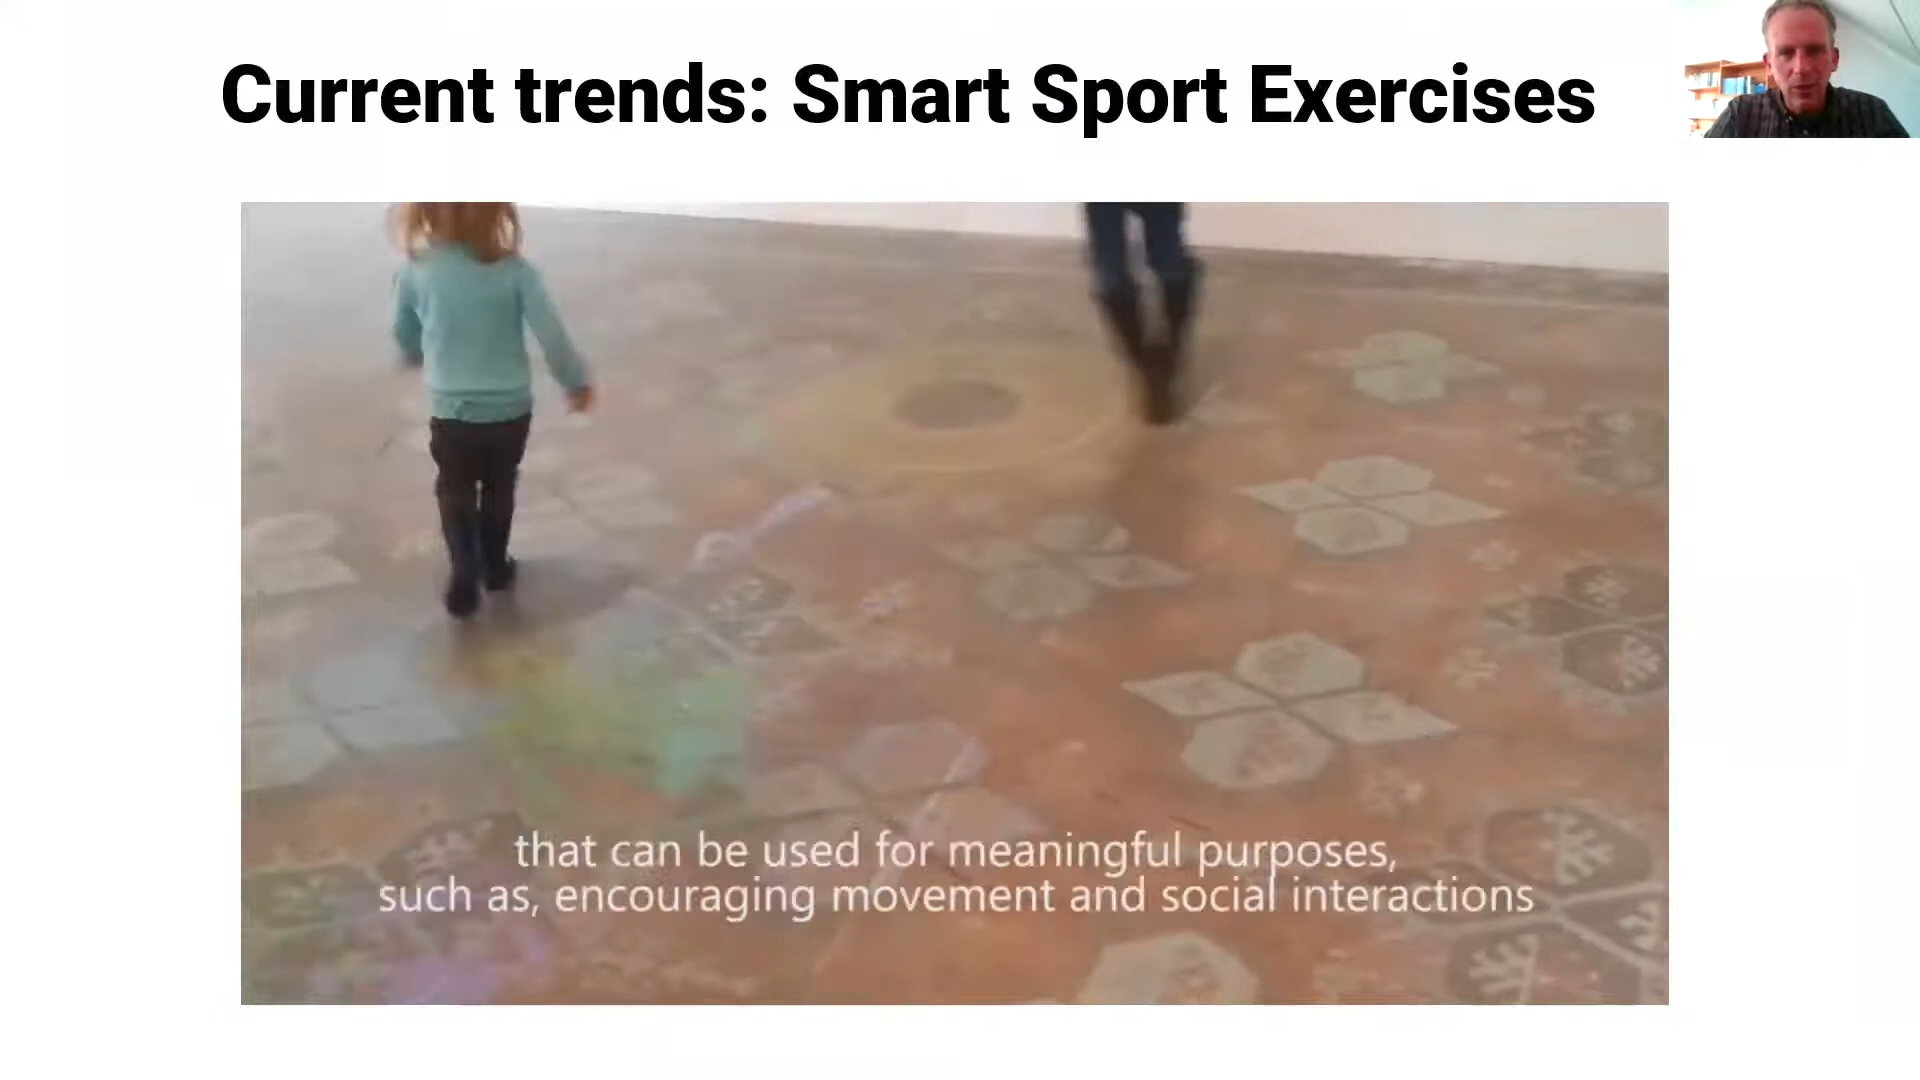 Current trends: Smart Sport Exercises
that can be used for meaningful purposes,
such as, encouraging movement and social interactions